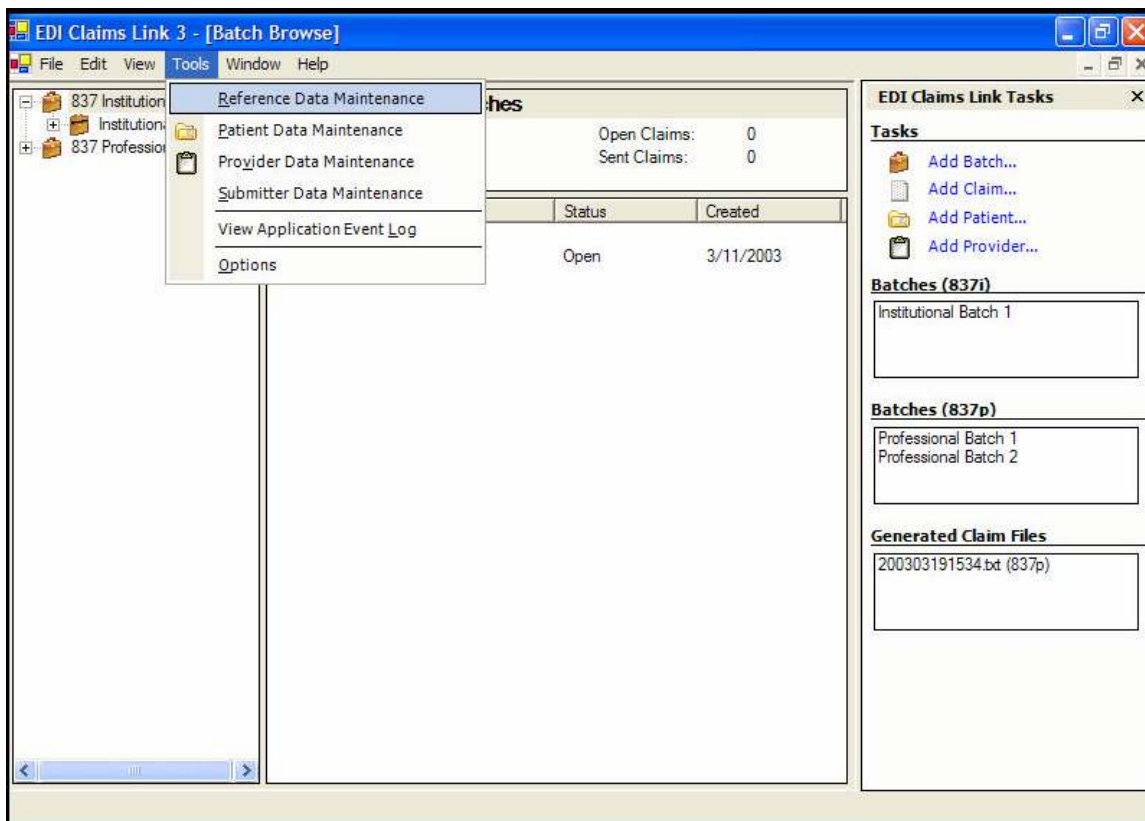 EDI Claims Link 3 - [Batch Browse]
File Edit View Tools Window Help
837 Institution
Institution
837 Profession
Reference Data Maintenance
Patient Data Maintenance
Provider Data Maintenance
Submitter Data Maintenance
View Application Event Log
Options
hes
Open Claims: 0
Sent Claims: 0
Status Created
Open 3/11/2003
EDI Claims Link Tasks
Tasks
Add Batch...
Add Claim...
Add Patient...
Add Provider...
Batches (837i)
Institutional Batch 1
Batches (837p)
Professional Batch 1
Professional Batch 2
Generated Claim Files
200303191534.txt (837p)